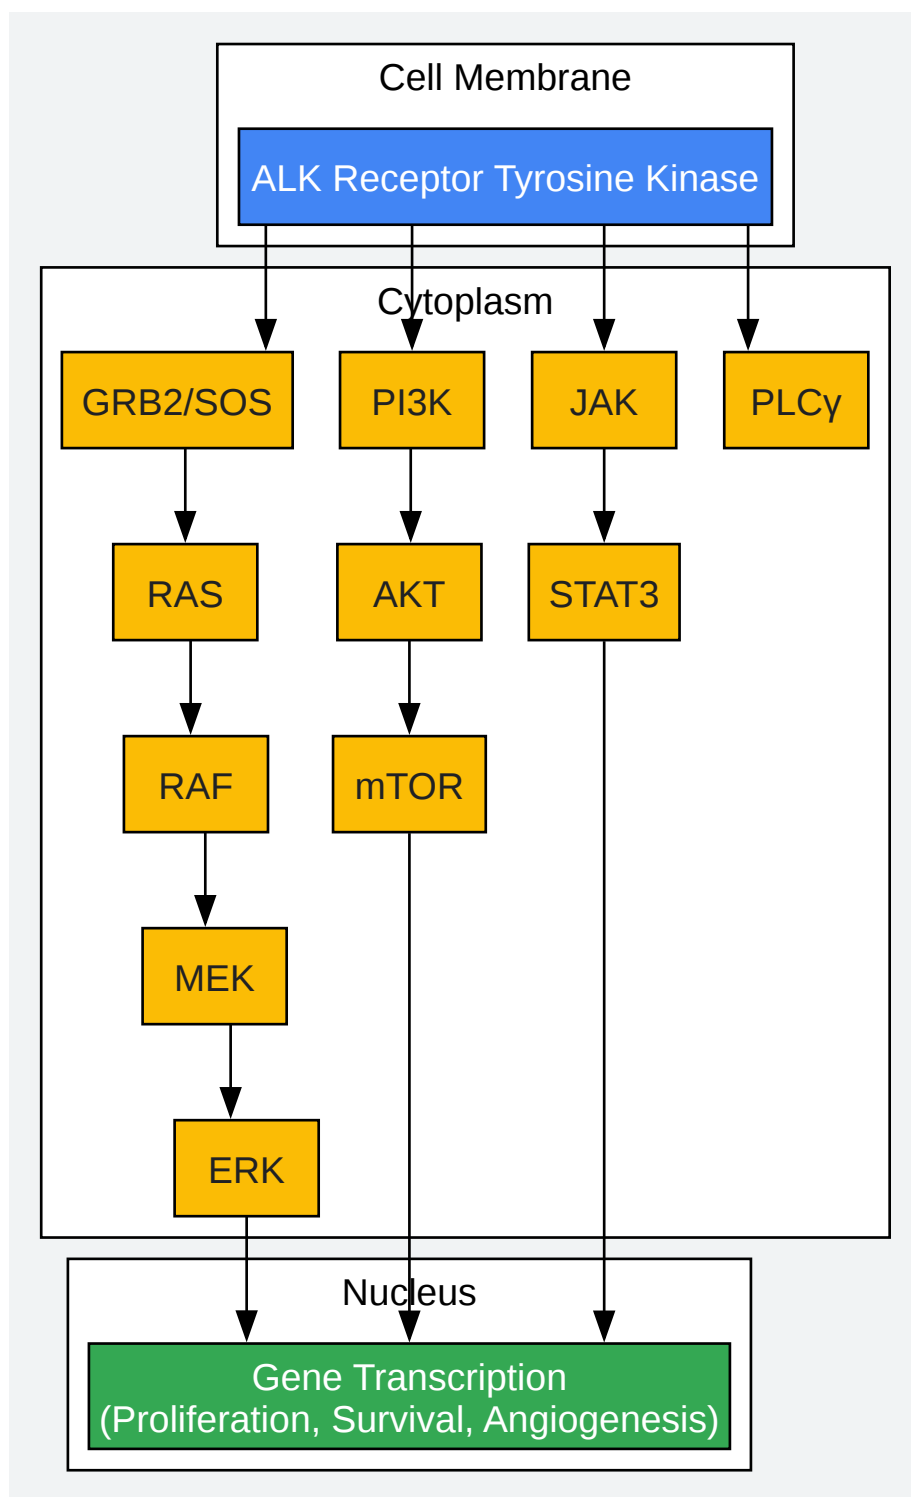 Cell Membrane
ALK Receptor Tyrosine Kinase
Cytoplasm
GRB2/SOS
PI3K
JAK
PLCγ
RAS
AKT
STAT3
RAF
mTOR
MEK
ERK
Nucleus
Gene Transcription
(Proliferation, Survival, Angiogenesis)